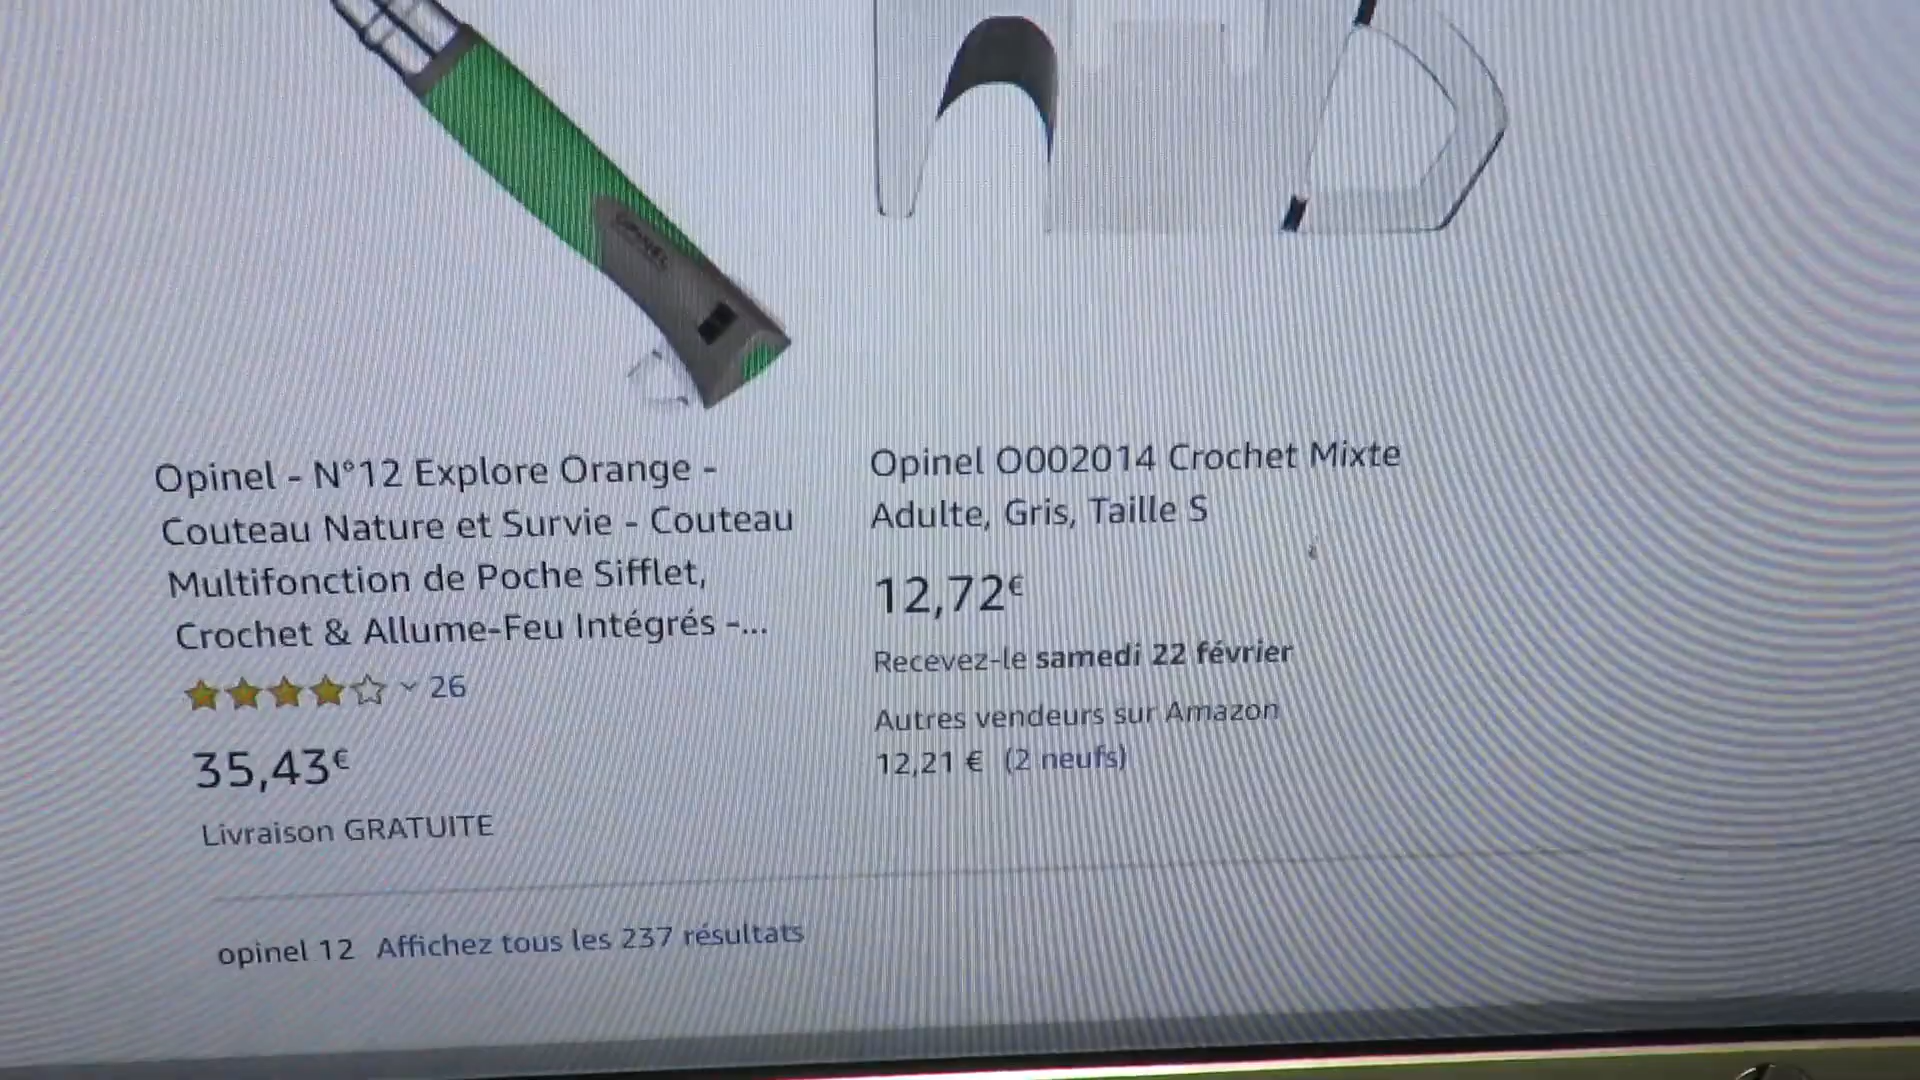 Opinel - N°12 Explore Orange -
Couteau Nature et Survie - Couteau
Multifonction de Poche Sifflet,
Crochet & Allume-Feu Intégrés -...
26
35,43€
Livraison GRATUITE
Opinel O002014 Crochet Mixte
Adulte, Gris, Taille S
12,72€
Recevez-le samedi 22 février
Autres vendeurs sur Amazon
12,21 € (2 neufs)
opinel 12 Affichez tous les 237 résultats